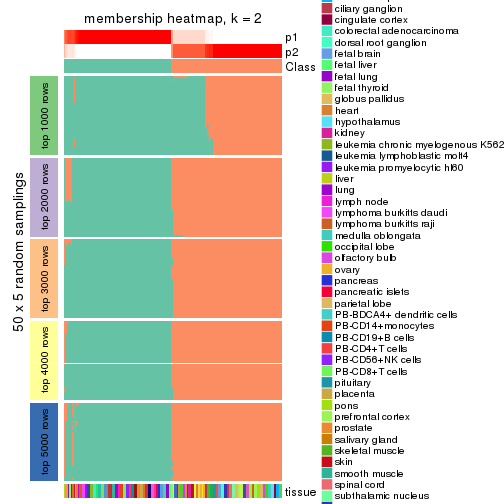 membership heatmap, k = 2
p1
p2
Class
50 x 5 random samplings
top 1000 rows
top 2000 rows
top 3000 rows
top 4000 rows
top 5000 rows
tissue
ciliary ganglion
cingulate cortex
colorectal adenocarcinoma
dorsal root ganglion
fetal brain
fetal liver
fetal lung
fetal thyroid
globus pallidus
heart
hypothalamus
kidney
leukemia chronic myelogenous K562
leukemia lymphoblastic molt4
leukemia promyelocytic hl60
liver
lung
lymph node
lymphoma burkitts daudi
lymphoma burkitts raji
medulla oblongata
occipital lobe
olfactory bulb
ovary
pancreas
pancreatic islets
parietal lobe
PB-BDCA4+ dendritic cells
PB-CD14+monocytes
PB-CD19+B cells
PB-CD4+T cells
PB-CD56+NK cells
PB-CD8+T cells
pituitary
placenta
pons
prefrontal cortex
prostate
salivary gland
skeletal muscle
skin
smooth muscle
spinal cord
subthalamic nucleus